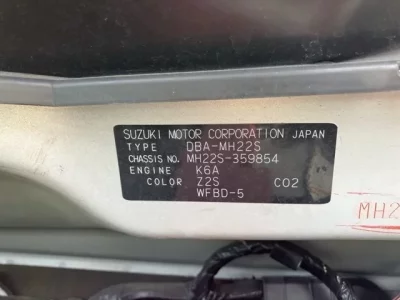 SUZUKI MOTOR CORPORATION JAPAN
TYPE DBA-MH22S
CHASSIS NO. MH22S-359854
ENGINE K6A
COLOR Z2S C02
WFBD-5
MH2